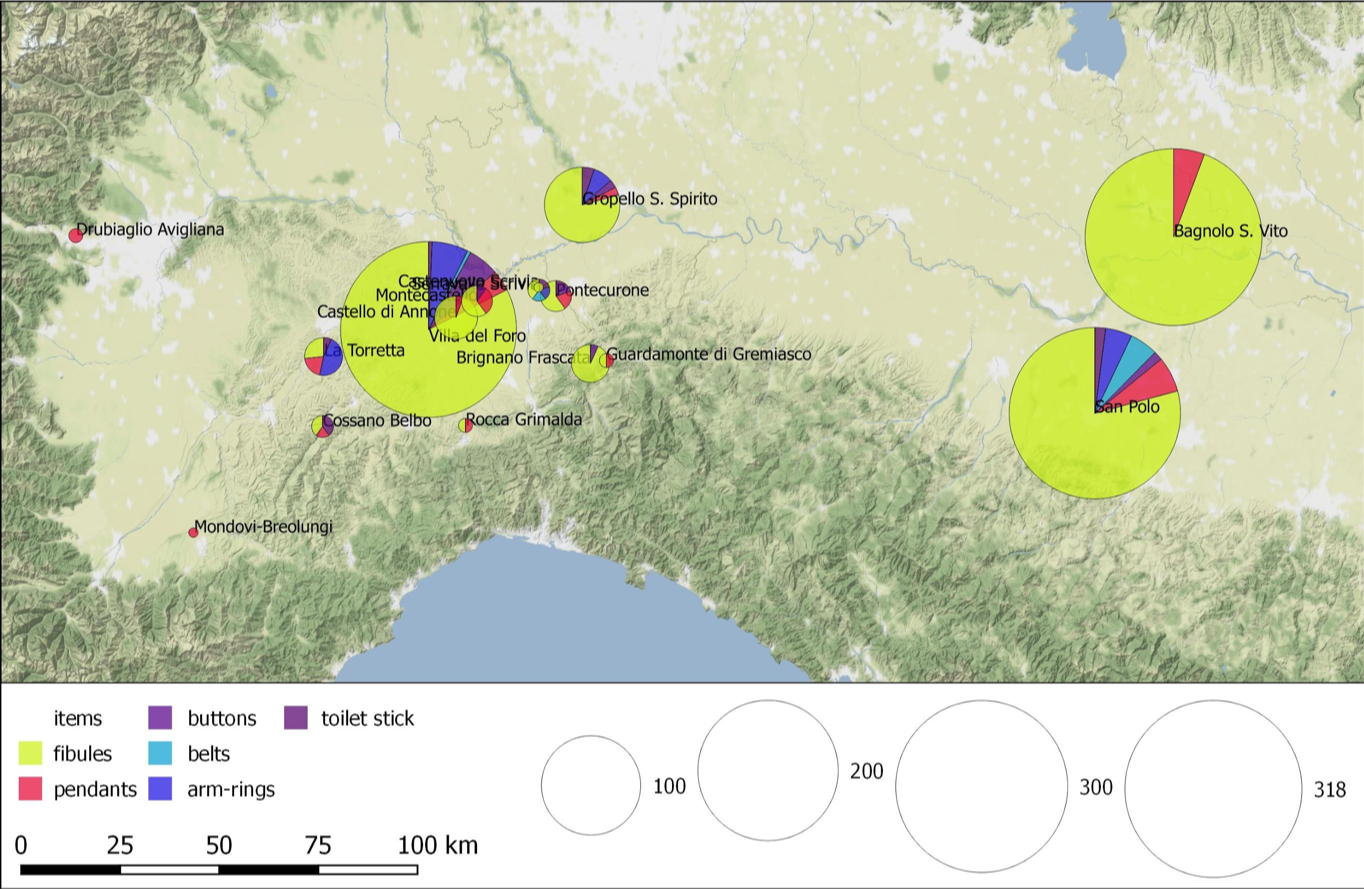 Gropello S. Spirito
Drubiaglio Avigliana
Bagnolo S. Vito
Castelnuovo Scrivia
Pontecurone
Montecastello
Castello di Annone
Villa del Foro
La Torretta
Brignano Frascata
Guardamonte di Gremiasco
San Polo
Cossano Belbo
Rocca Grimalda
Mondovi-Breolungi
items
buttons
toilet stick
fibules
belts
pendants
arm-rings
100
200
300
318
0 25 50 75 100 km